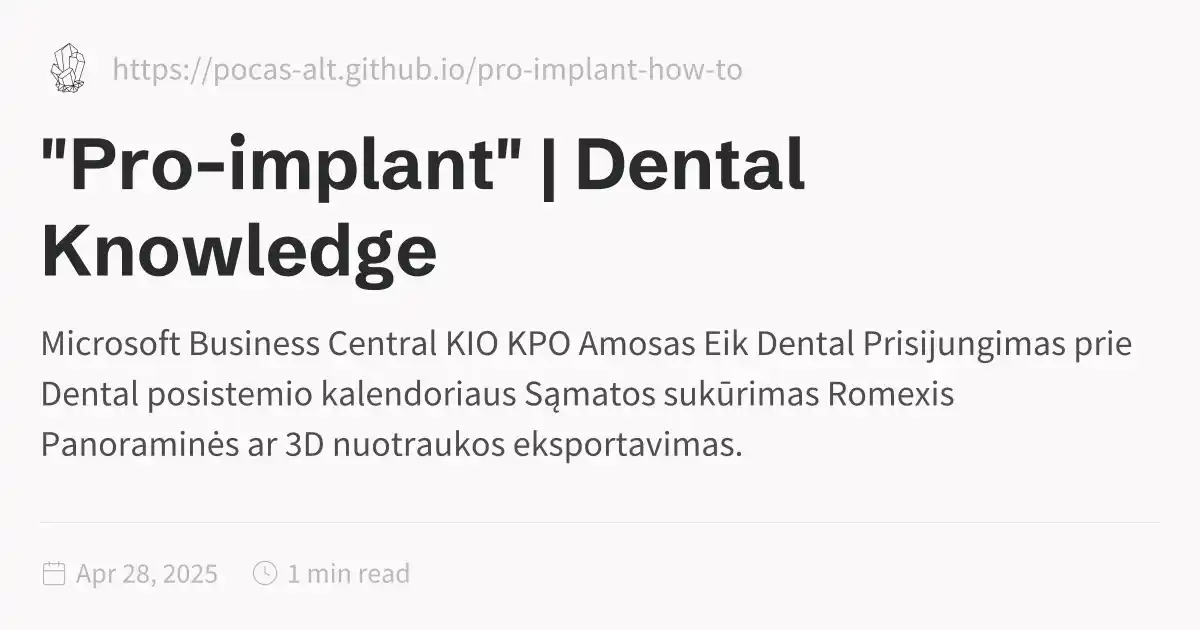 https://pocas-alt.github.io/pro-implant-how-to
"Pro-implant" | Dental
Knowledge
Microsoft Business Central KIO KPO Amosas Eik Dental Prisijungimas prie
Dental posistemio kalendoriaus Sąmatos sukūrimas Romexis
Panoraminės ar 3D nuotraukos eksportavimas.
Apr 28, 2025 1 min read